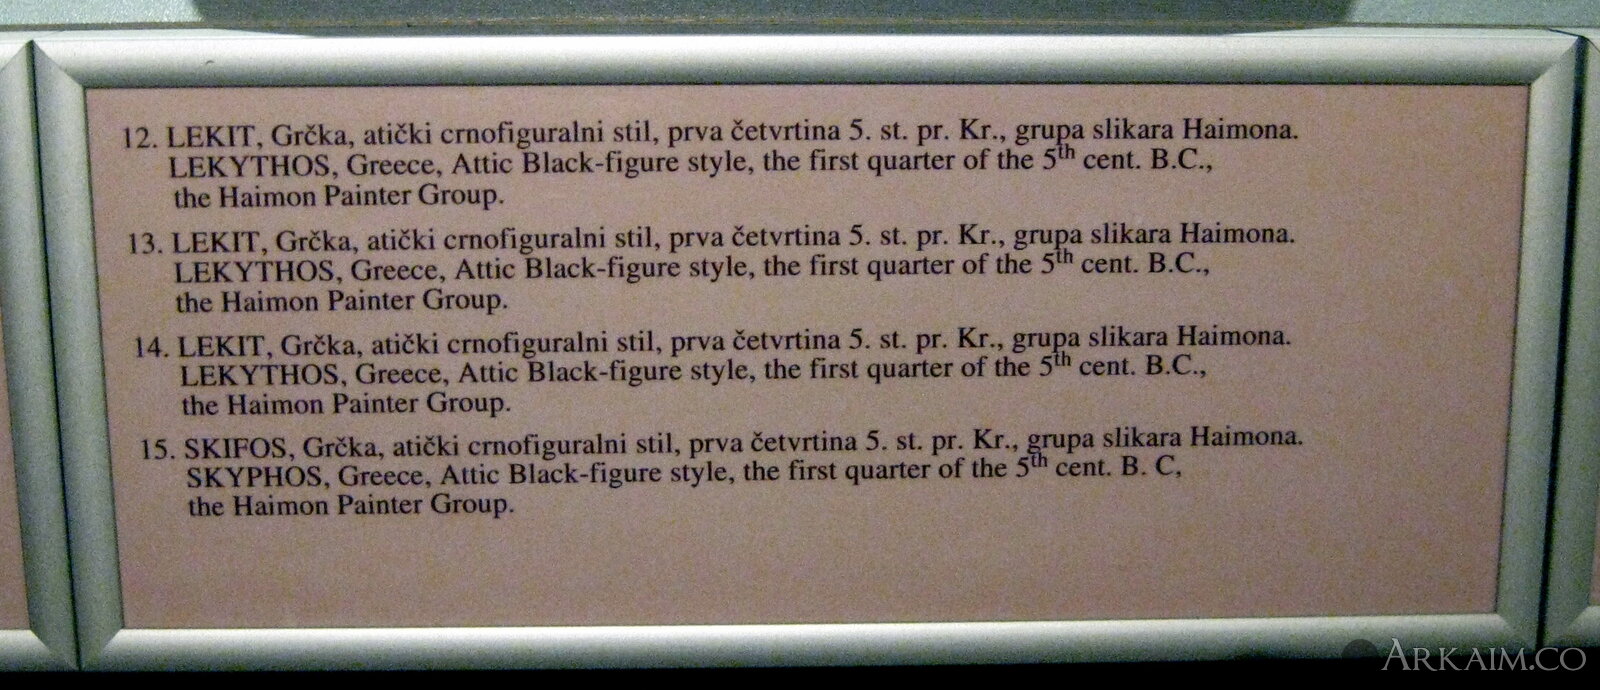 12. LEKIT, Grčka, atički crnofiguralni stil, prva četvrtina 5. st. pr. Kr., grupa slikara Haimona.
LEKYTHOS, Greece, Attic Black-figure style, the first quarter of the 5th cent. B.C.,
the Haimon Painter Group.
13. LEKIT, Grčka, atički crnofiguralni stil, prva četvrtina 5. st. pr. Kr., grupa slikara Haimona.
LEKYTHOS, Greece, Attic Black-figure style, the first quarter of the 5th cent. B.C.,
the Haimon Painter Group.
14. LEKIT, Grčka, atički crnofiguralni stil, prva četvrtina 5. st. pr. Kr., grupa slikara Haimona.
LEKYTHOS, Greece, Attic Black-figure style, the first quarter of the 5th cent. B.C.,
the Haimon Painter Group.
15. SKIFOS, Grčka, atički crnofiguralni stil, prva četvrtina 5. st. pr. Kr., grupa slikara Haimona.
SKYPHOS, Greece, Attic Black-figure style, the first quarter of the 5th cent. B. C,
the Haimon Painter Group.
ARKAIM.CO